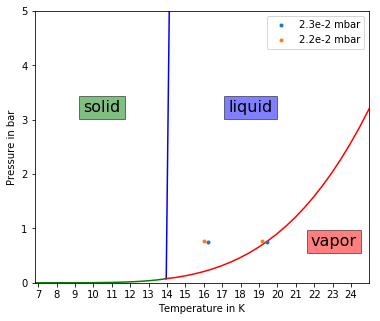 2.3e-2 mbar
2.2e-2 mbar
solid
liquid
vapor
Pressure in bar
5
4
3
2
1
0
7 8 9 10 11 12 13 14 15 16 17 18 19 20 21 22 23 24
Temperature in K